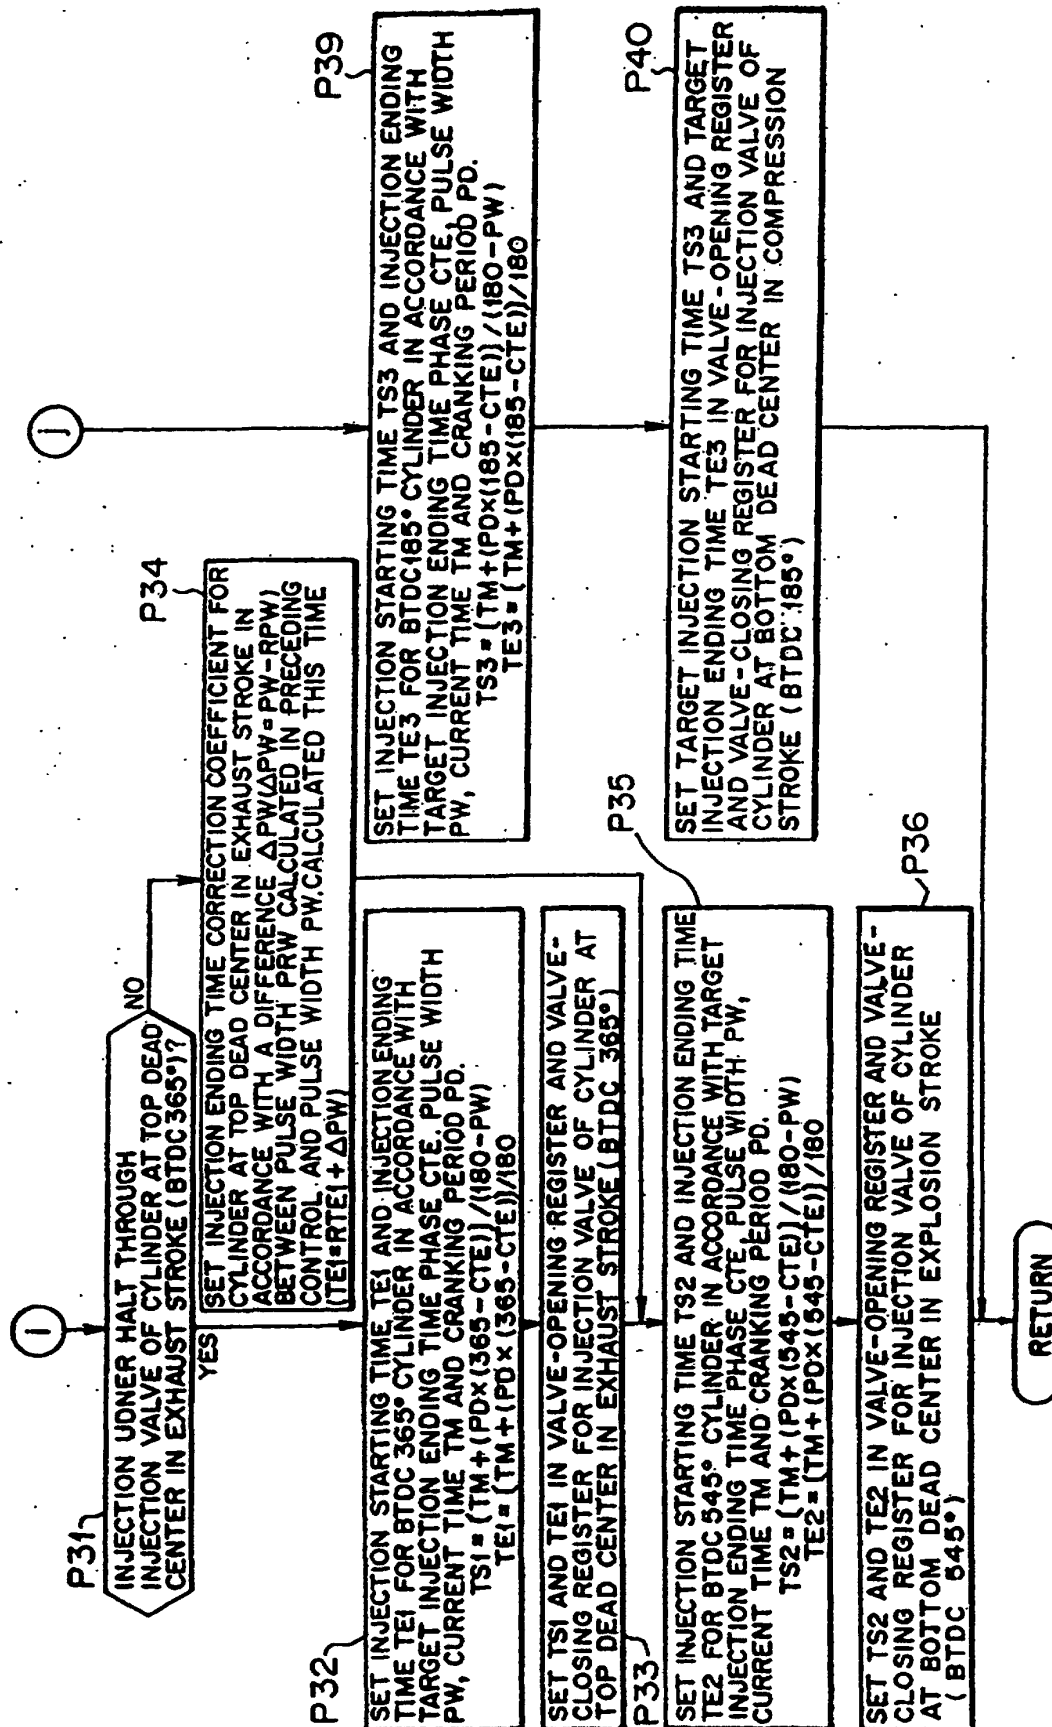 i
P31
INJECTION UDNER HALT THROUGH
INJECTION VALVE OF CYLINDER AT TOP DEAD
CENTER IN EXHAUST STROKE (BTDC 365°)?
NO
YES
P34
SET INJECTION ENDING TIME CORRECTION COEFFICIENT FOR
CYLINDER AT TOP DEAD CENTER IN EXHAUST STROKE IN
ACCORDANCE WITH A DIFFERENCE △PW(△PW=PW-RPW)
BETWEEN PULSE WIDTH PRW CALCULATED IN PRECEDING
CONTROL AND PULSE WIDTH PW CALCULATED THIS TIME
(TE1=RTE1+△PW)
P32
SET INJECTION STARTING TIME, TE1 AND INJECTION ENDING
TIME TE1 FOR BTDC 365° CYLINDER IN ACCORDANCE WITH
TARGET INJECTION ENDING TIME PHASE CTE, PULSE WIDTH
PW, CURRENT TIME TM AND CRANKING PERIOD PD.
TS1=(TM+(PD×(365-CTE))/(180-PW)
TE1=(TM+(PD×(365-CTE))/180
SET TS1 AND TE1 IN VALVE-OPENING REGISTER AND VALVE-
CLOSING REGISTER FOR INJECTION VALVE OF CYLINDER AT
TOP DEAD CENTER IN EXHAUST STROKE (BTDC 365°)
P33
P35
SET INJECTION STARTING TIME TS2 AND INJECTION ENDING TIME
TE2 FOR BTDC 545° CYLINDER IN ACCORDANCE WITH TARGET
INJECTION ENDING TIME PHASE CTE, PULSE WIDTH PW,
CURRENT TIME TM AND CRANKING PERIOD PD.
TS2=(TM+(PD×(545-CTE))/(180-PW)
TE2=(TM+(PD×(545-CTE))/180
P36
SET TS2 AND TE2 IN VALVE-OPENING REGISTER AND VALVE-
CLOSING REGISTER FOR INJECTION VALVE OF CYLINDER
AT BOTTOM DEAD CENTER IN EXPLOSION STROKE
(BTDC 545°)
j
P39
SET INJECTION STARTING TIME TS3 AND INJECTION ENDING
TIME TE3 FOR BTDC185° CYLINDER IN ACCORDANCE WITH
TARGET INJECTION ENDING TIME PHASE CTE, PULSE WIDTH
PW, CURRENT TIME TM AND CRANKING PERIOD PD.
TS3=(TM+(PD×(185-CTE))/(180-PW)
TE3=(TM+(PD×(185-CTE))/180
P40
SET TARGET INJECTION STARTING TIME TS3 AND TARGET
INJECTION ENDING TIME TE3 IN VALVE-OPENING REGISTER
AND VALVE-CLOSING REGISTER FOR INJECTION VALVE OF
CYLINDER AT BOTTOM DEAD CENTER IN COMPRESSION
STROKE (BTDC 185°)
RETURN